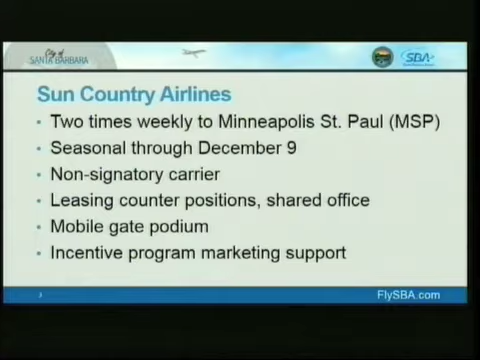 City of
SANTA BARBARA
SBA
Sun Country Airlines
• Two times weekly to Minneapolis St. Paul (MSP)
• Seasonal through December 9
• Non-signatory carrier
• Leasing counter positions, shared office
• Mobile gate podium
• Incentive program marketing support
3
FlySBA.com